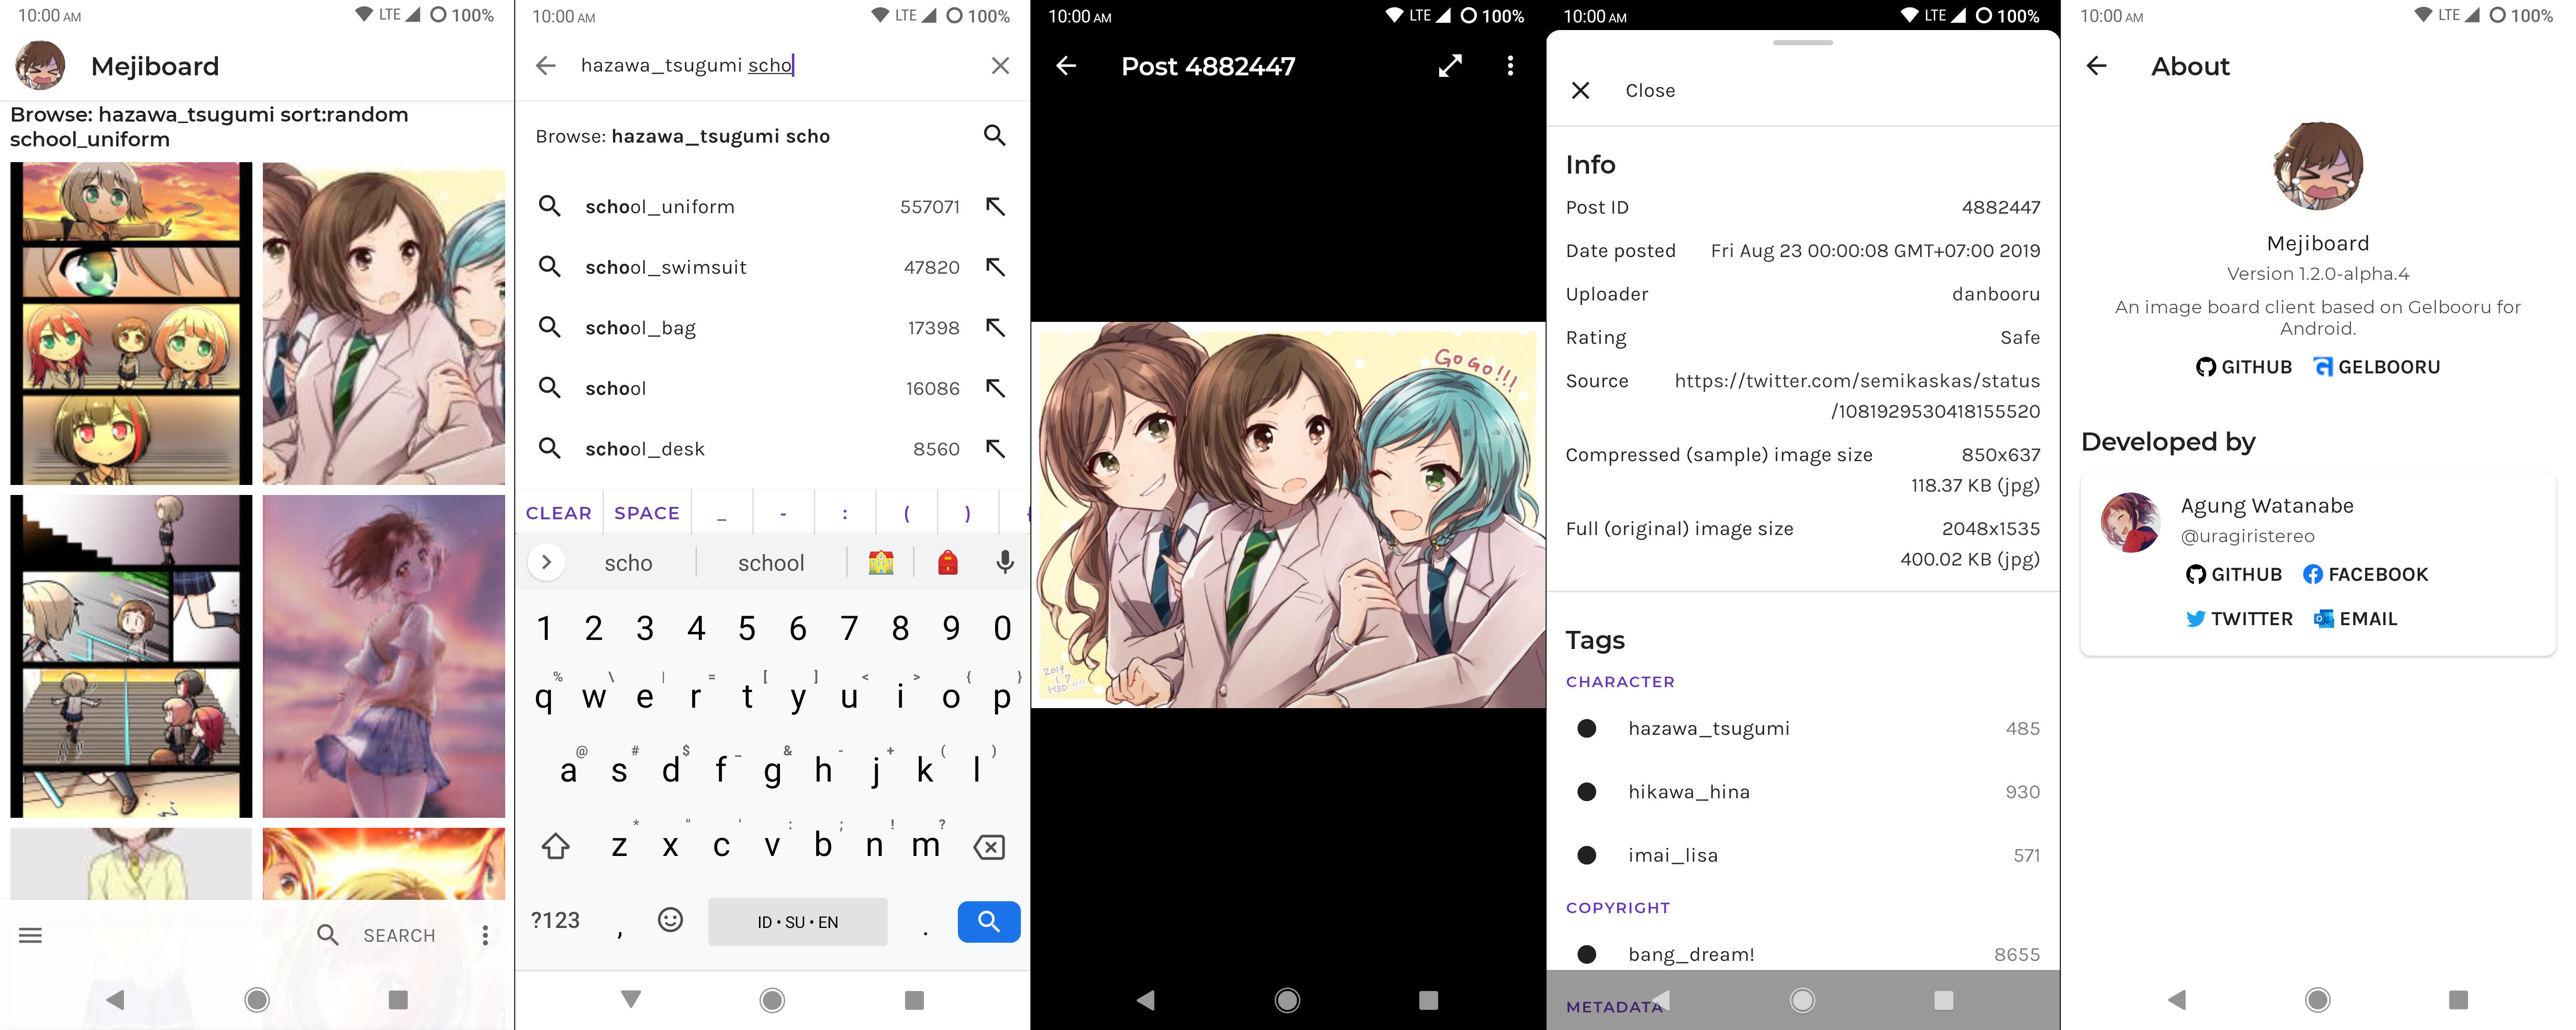 10:00 AM
LTE
100%
Mejiboard
Browse: hazawa_tsugumi sort:random
school_uniform
SEARCH
10:00 AM
LTE
100%
hazawa_tsugumi scho
Browse: hazawa_tsugumi scho
school_uniform 557071
school_swimsuit 47820
school_bag 17398
school 16086
school_desk 8560
CLEAR SPACE _ - : ( ) {
scho school
1 2 3 4 5 6 7 8 9 0
% \ | = [ ] < > { }
q w e r t y u i o p
@ # $ _ & - + ( )
a s d f g h j k l
* " ' : ; ! ?
z x c v b n m
?123 , ID • SU • EN .
10:00 AM
LTE
100%
Post 4882447
GO GO!!!
2019
1.7
HBD!!!!
10:00 AM
LTE
100%
Close
Info
Post ID 4882447
Date posted Fri Aug 23 00:00:08 GMT+07:00 2019
Uploader danbooru
Rating Safe
Source https://twitter.com/semikaskas/status
/1081929530418155520
Compressed (sample) image size 850x637
118.37 KB (jpg)
Full (original) image size 2048x1535
400.02 KB (jpg)
Tags
CHARACTER
hazawa_tsugumi 485
hikawa_hina 930
imai_lisa 571
COPYRIGHT
bang_dream! 8655
METADATA
10:00 AM
LTE
100%
About
Mejiboard
Version 1.2.0-alpha.4
An image board client based on Gelbooru for
Android.
GITHUB GELBOORU
Developed by
Agung Watanabe
@uragiristereo
GITHUB FACEBOOK
TWITTER EMAIL